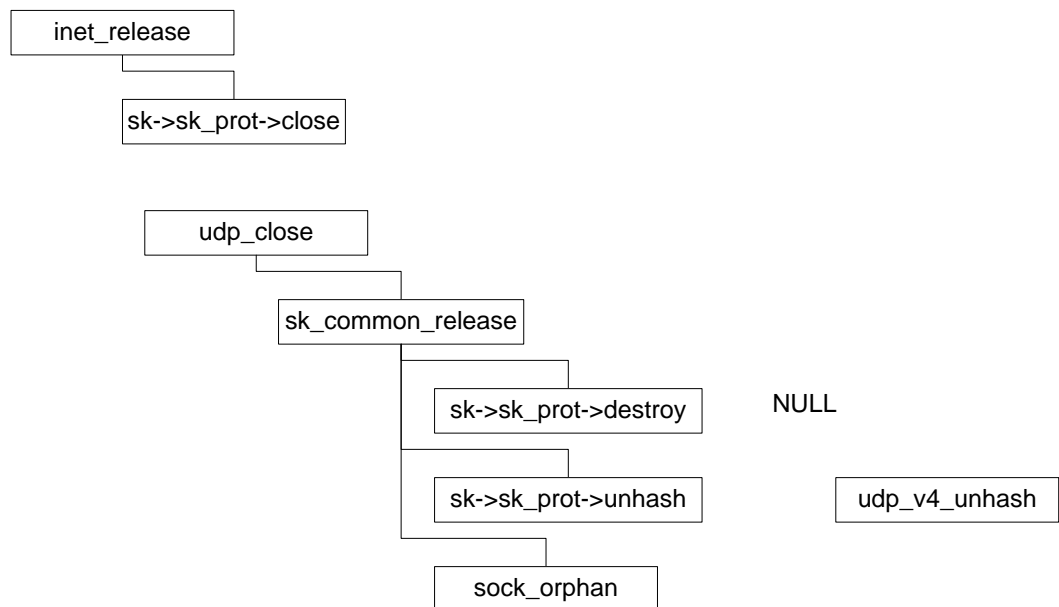 inet_release
sk->sk_prot->close
udp_close
sk_common_release
sk->sk_prot->destroy
NULL
sk->sk_prot->unhash
udp_v4_unhash
sock_orphan